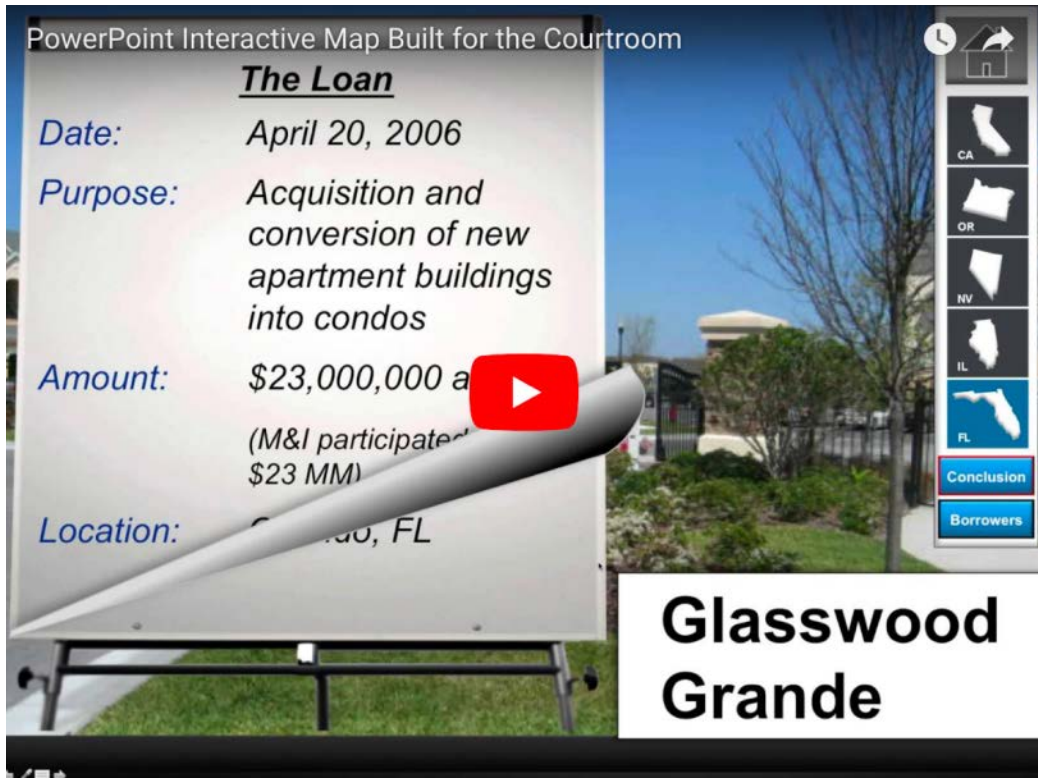 PowerPoint Interactive Map Built for the Courtroom
The Loan
Date: April 20, 2006
Purpose: Acquisition and
conversion of new
apartment buildings
into condos
Amount: $23,000,000
(M&I participated
$23 MM)
Location: FL
CA
OR
NV
IL
FL
Conclusion
Borrowers
Glasswood
Grande